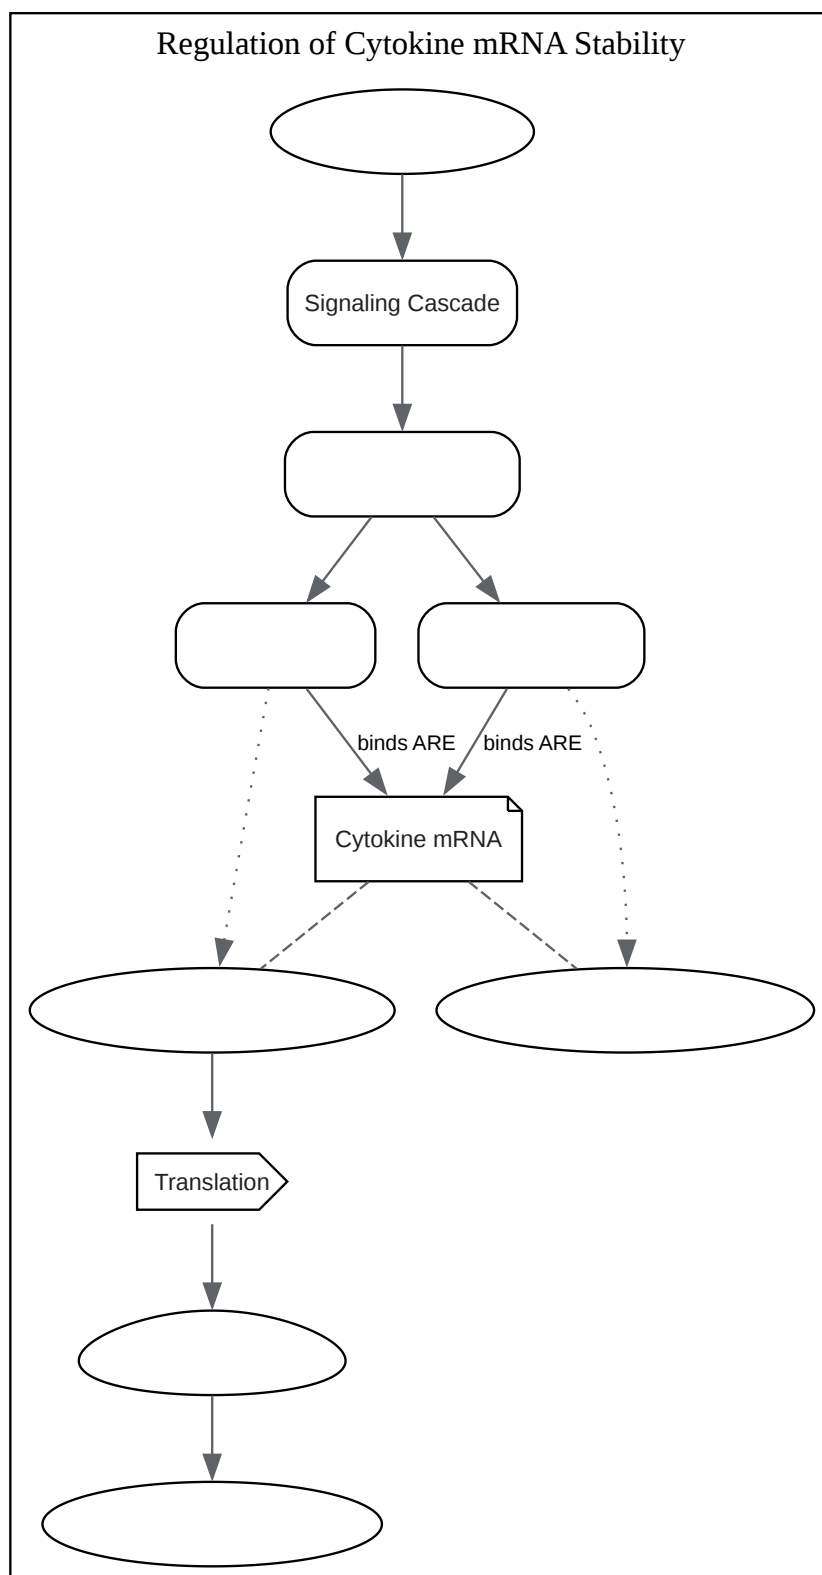 Regulation of Cytokine mRNA Stability
Signaling Cascade
binds ARE
binds ARE
Cytokine mRNA
Translation